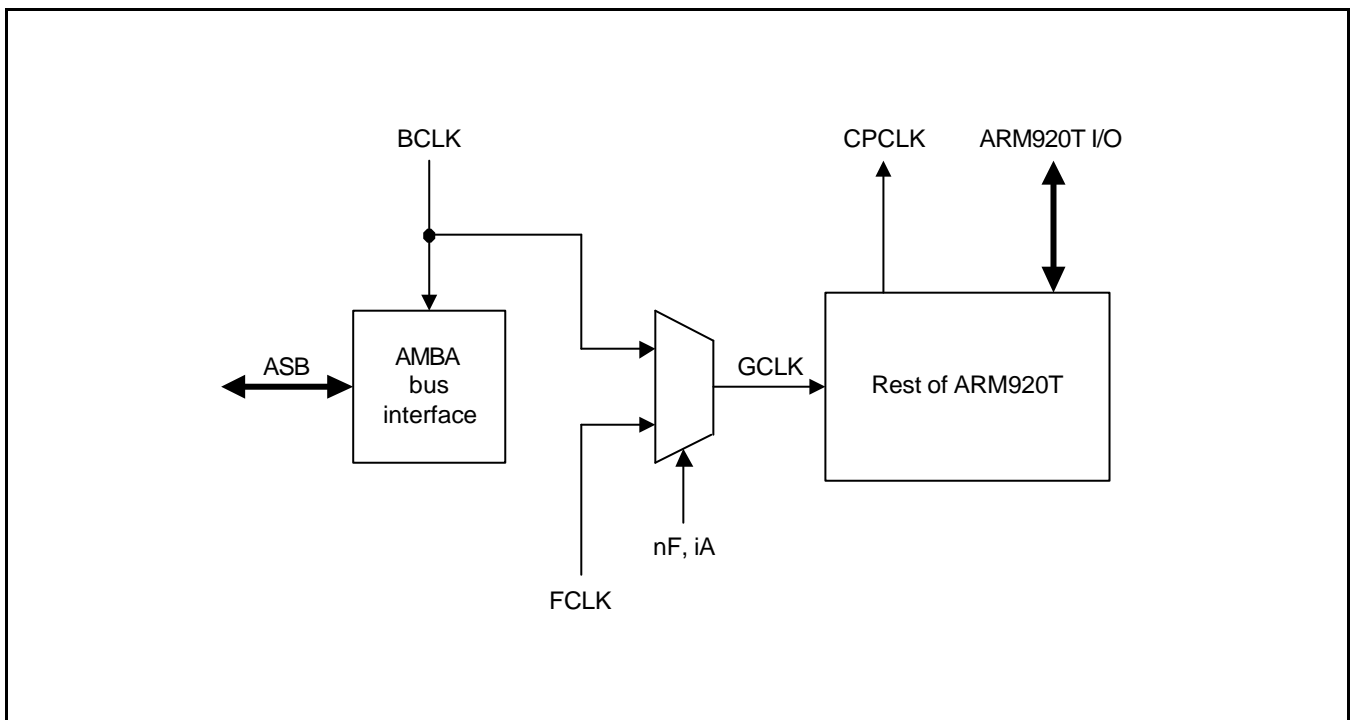 BCLK
CPCLK
ARM920T I/O
ASB
AMBA
bus
interface
GCLK
Rest of ARM920T
nF, iA
FCLK